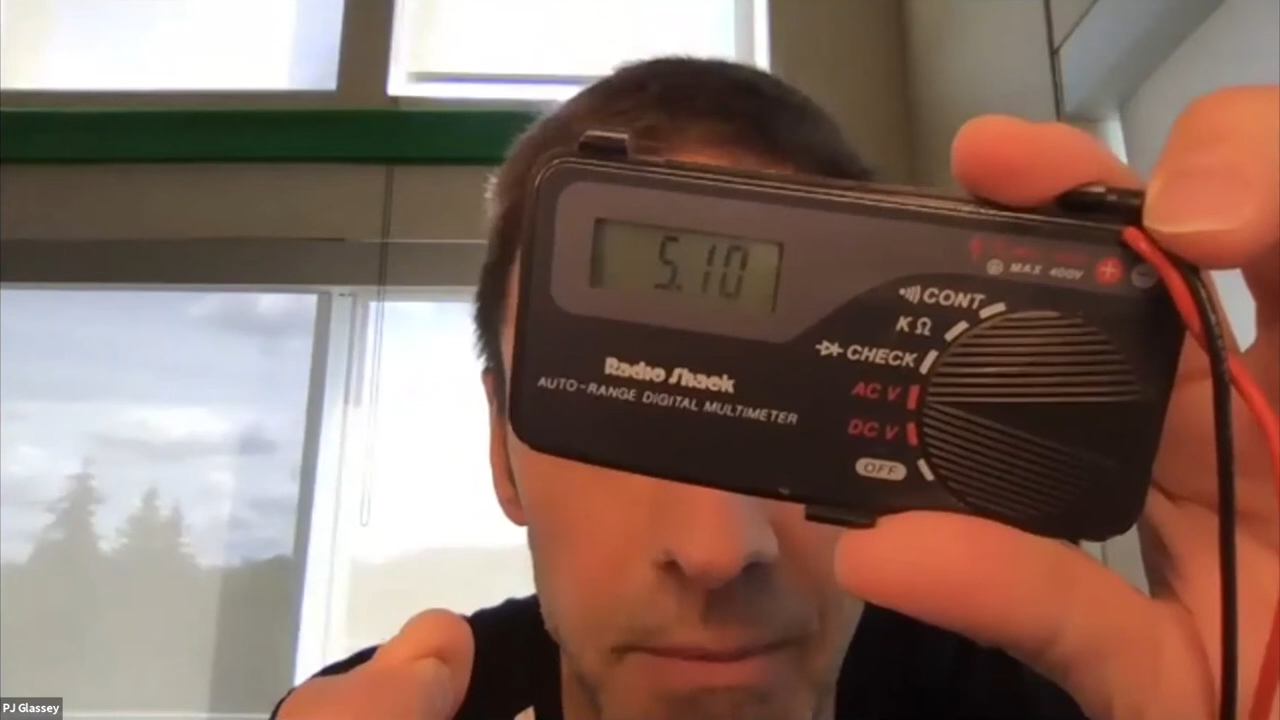 5.10
MAX 400V
CONT
KΩ
CHECK
AC V
DC V
OFF
Radio Shack
AUTO-RANGE DIGITAL MULTIMETER
PJ Glassey